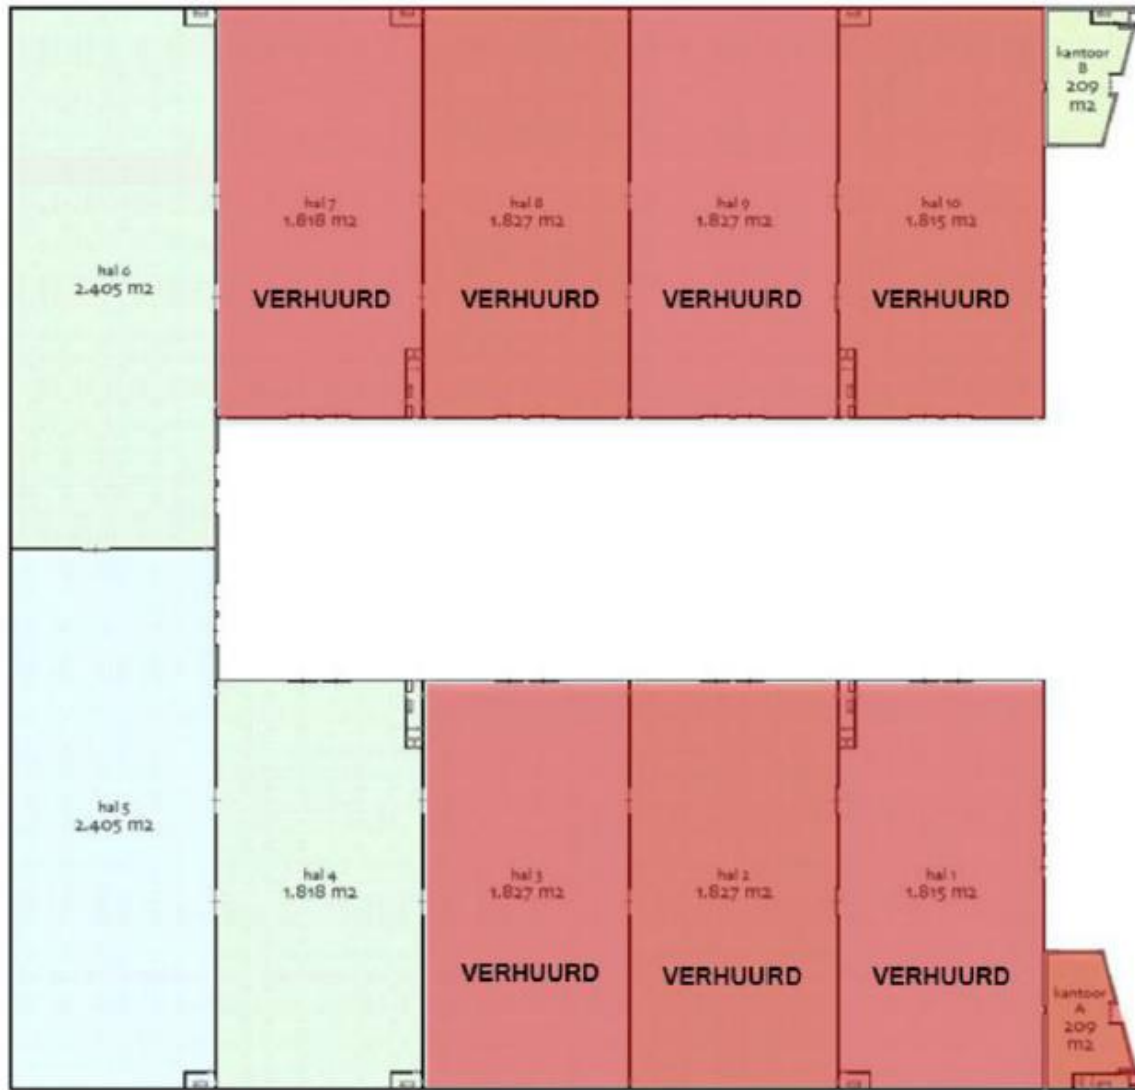 kantoor
B
209
m2
hal 7
1.818 m2
hal 8
1.827 m2
hal 9
1.827 m2
hal 10
1.815 m2
hal 6
2.405 m2
VERHUURD
VERHUURD
VERHUURD
VERHUURD
hal 5
2.405 m2
hal 4
1.818 m2
hal 3
1.827 m2
hal 2
1.827 m2
hal 1
1.815 m2
VERHUURD
VERHUURD
VERHUURD
kantoor
A
209
m2